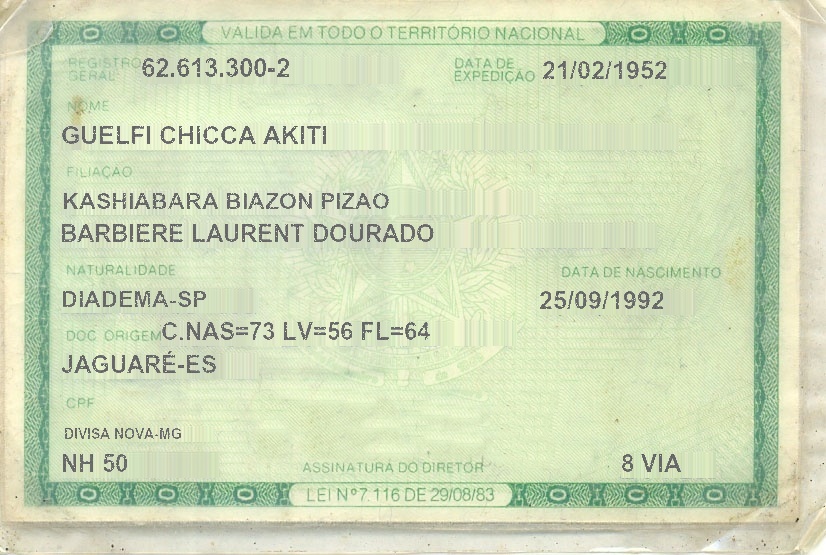 VÁLIDA EM TODO O TERRITÓRIO NACIONAL
REGISTRO GERAL 62.613.300-2 DATA DE EXPEDIÇÃO 21/02/1952
NOME
GUELFI CHICCA AKITI
FILIAÇÃO
KASHIABARA BIAZON PIZAO
BARBIERE LAURENT DOURADO
NATURALIDADE DATA DE NASCIMENTO
DIADEMA-SP 25/09/1992
DOC ORIGEM C.NAS=73 LV=56 FL=64
JAGUARÉ-ES
CPF
DIVISA NOVA-MG
NH 50 ASSINATURA DO DIRETOR 8 VIA
LEI Nº 7.116 DE 29/08/83